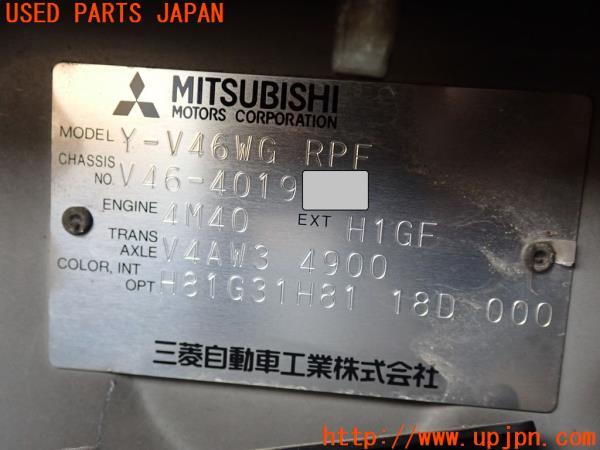 USED PARTS JAPAN
MITSUBISHI
MOTORS CORPORATION
MODEL Y-V46WG RPF
CHASSIS NO. V46-4019
ENGINE 4M40 EXT H1GF
TRANS AXLE V4AW3 4900
COLOR, INT OPT H81G31H81 18D 000
三菱自動車工業株式会社
http://www.upjpn.com/